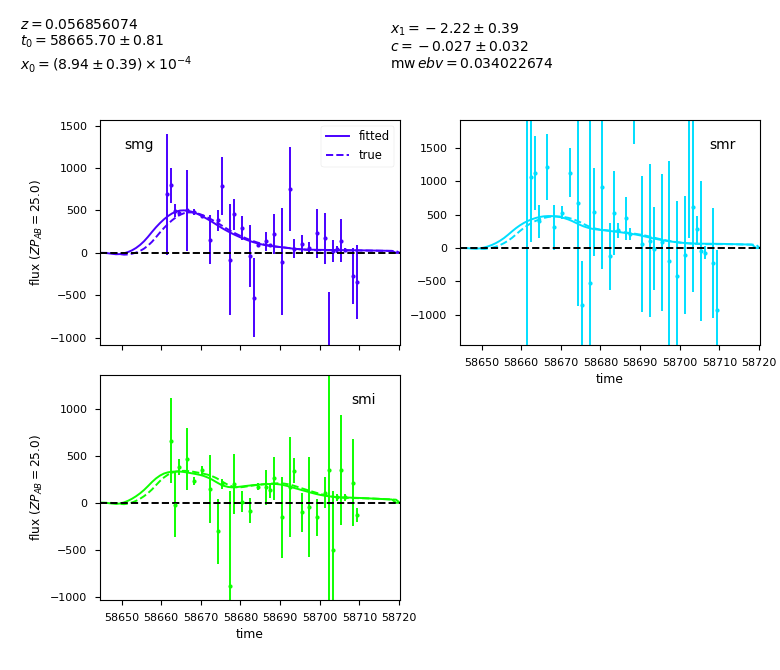 z = 0.056856074
t₀ = 58665.70 ± 0.81
x₀ = (8.94 ± 0.39) × 10⁻⁴
x₁ = −2.22 ± 0.39
c = −0.027 ± 0.032
mw ebv = 0.034022674
smg
fitted
true
1500
1000
500
0
−500
−1000
flux (ZP_AB = 25.0)
smr
1500
1000
500
0
−500
−1000
58650 58660 58670 58680 58690 58700 58710 58720
time
smi
1000
500
0
−500
−1000
flux (ZP_AB = 25.0)
58650 58660 58670 58680 58690 58700 58710 58720
time